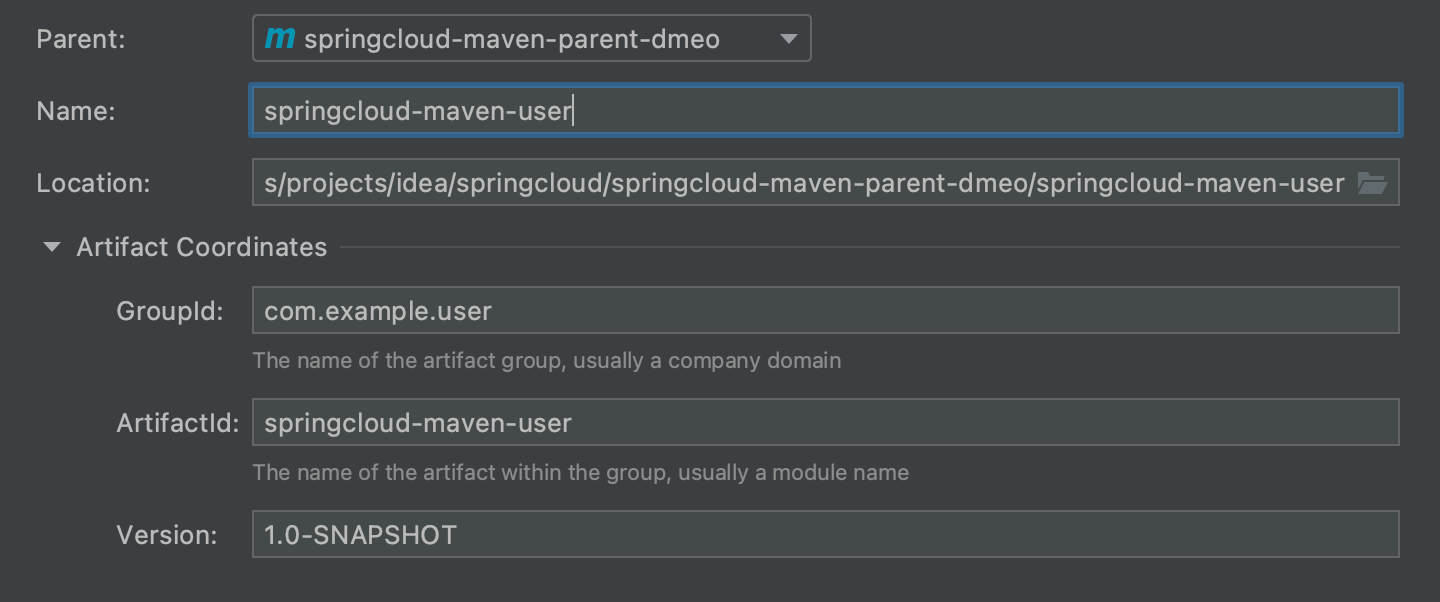 Parent: m springcloud-maven-parent-dmeo
Name: springcloud-maven-user
Location: s/projects/idea/springcloud/springcloud-maven-parent-dmeo/springcloud-maven-user
Artifact Coordinates
GroupId: com.example.user
The name of the artifact group, usually a company domain
ArtifactId: springcloud-maven-user
The name of the artifact within the group, usually a module name
Version: 1.0-SNAPSHOT